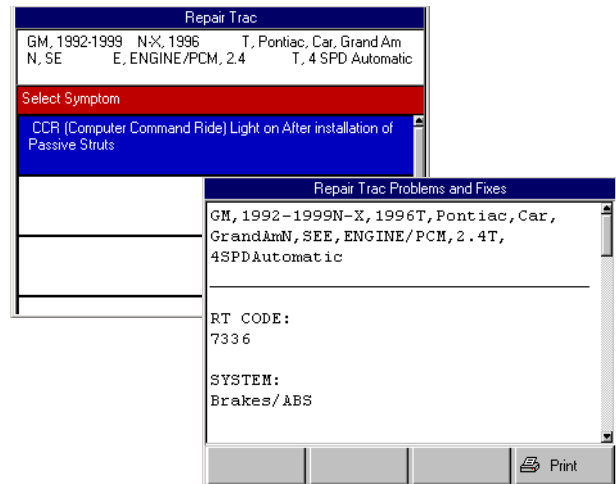 Repair Trac
GM, 1992-1999 N-X, 1996 T, Pontiac, Car, Grand Am
N, SE E, ENGINE/PCM, 2.4 T, 4 SPD Automatic
Select Symptom
CCR (Computer Command Ride) Light on After installation of
Passive Struts
Repair Trac Problems and Fixes
GM,1992-1999N-X,1996T,Pontiac,Car,
GrandAmN,SEE,ENGINE/PCM,2.4T,
4SPDAutomatic
RT CODE:
7336
SYSTEM:
Brakes/ABS
Print